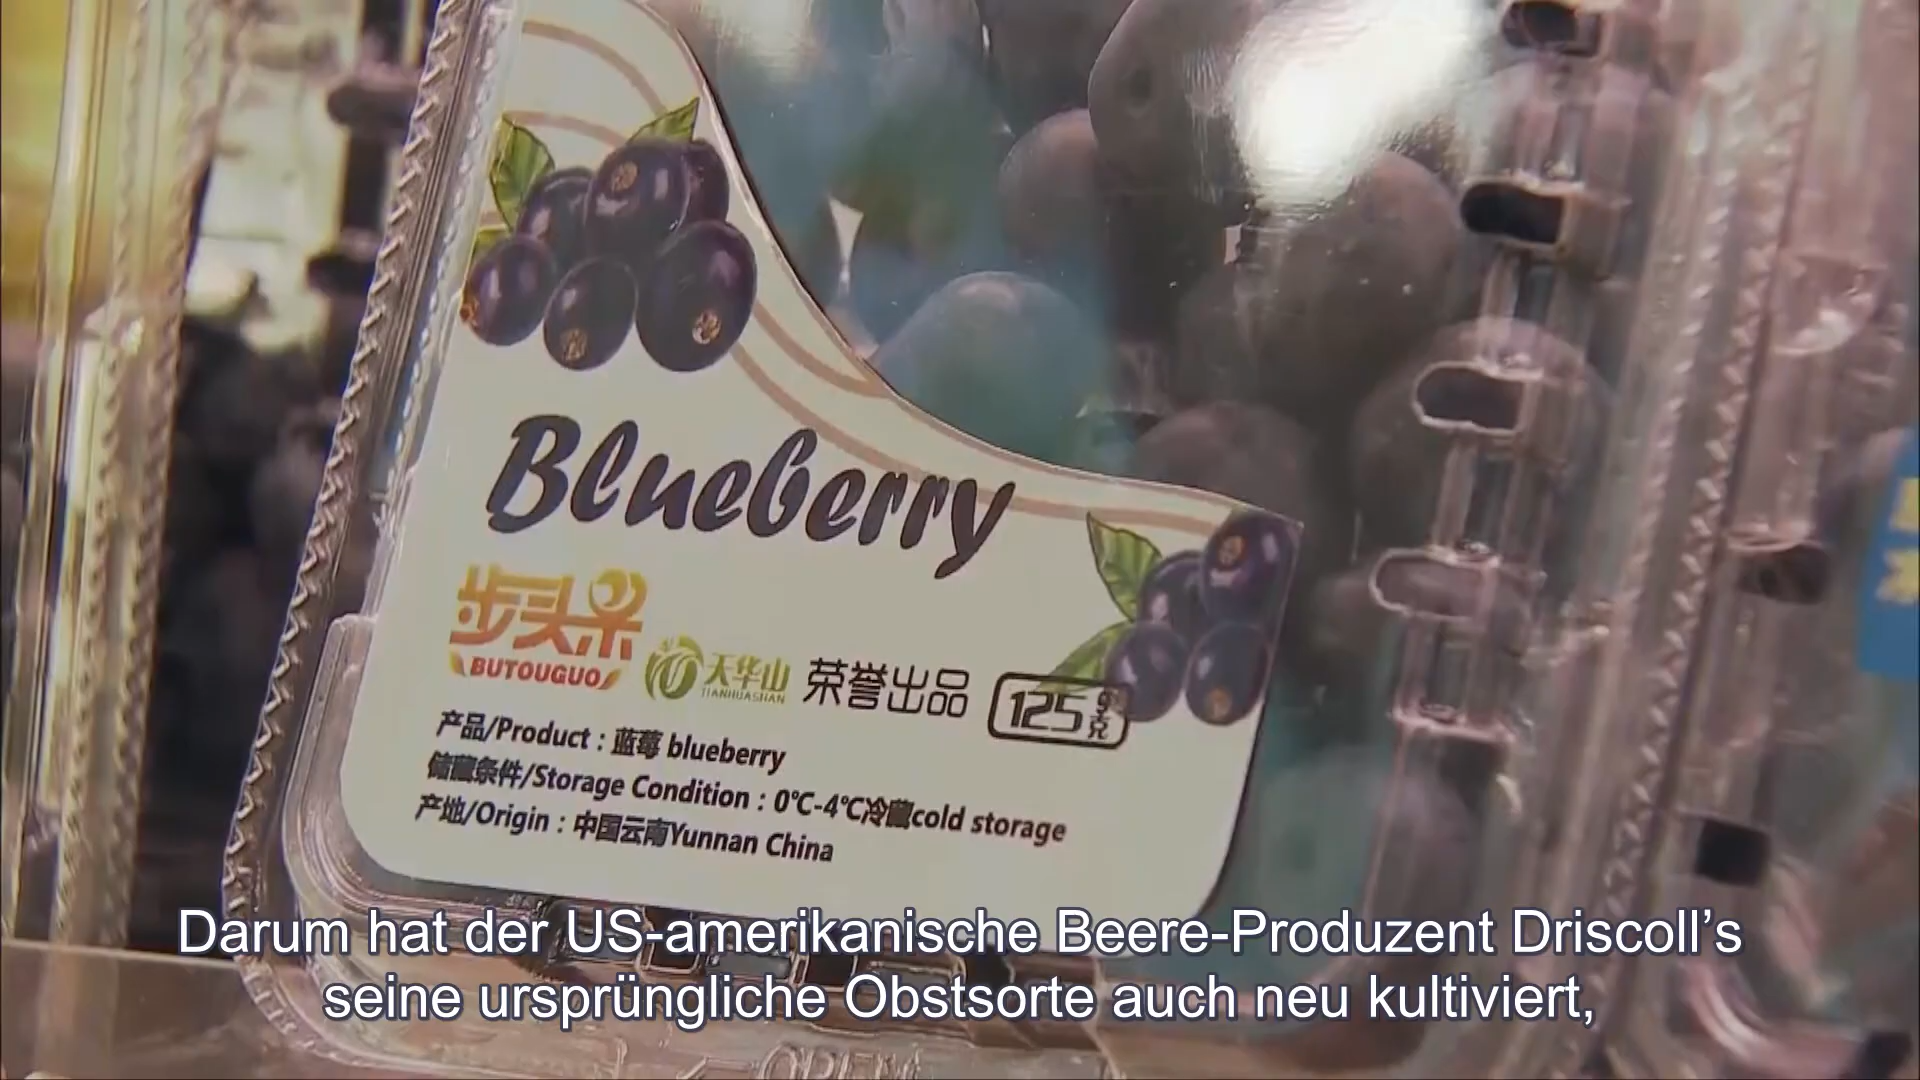 Blueberry
步头果
BUTOUGUO
天华山
TIANHUASHAN
荣誉出品
125g克
产品/Product：蓝莓 blueberry
储藏条件/Storage Condition：0℃-4℃冷藏cold storage
产地/Origin：中国云南Yunnan China
Darum hat der US-amerikanische Beere-Produzent Driscoll’s
seine ursprüngliche Obstsorte auch neu kultiviert,
OPEN